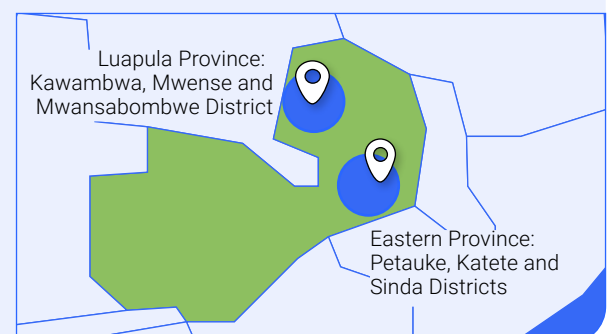 Luapula Province:
Kawambwa, Mwense and
Mwansabombwe District
Eastern Province:
Petauke, Katete and
Sinda Districts